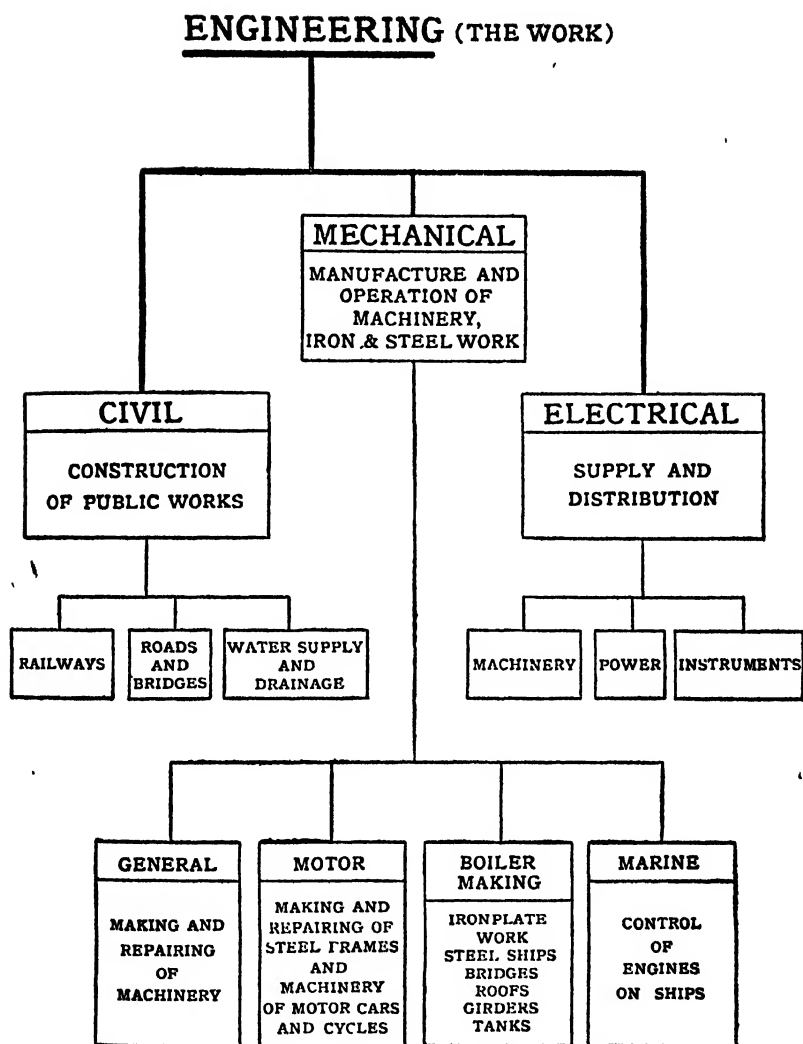 ENGINEERING (THE WORK)
MECHANICAL
MANUFACTURE AND
OPERATION OF
MACHINERY,
IRON & STEEL WORK
CIVIL
CONSTRUCTION
OF PUBLIC WORKS
ELECTRICAL
SUPPLY AND
DISTRIBUTION
RAILWAYS
ROADS
AND
BRIDGES
WATER SUPPLY
AND
DRAINAGE
MACHINERY
POWER
INSTRUMENTS
GENERAL
MAKING AND
REPAIRING
OF
MACHINERY
MOTOR
MAKING AND
REPAIRING OF
STEEL FRAMES
AND
MACHINERY
OF MOTOR CARS
AND CYCLES
BOILER
MAKING
IRONPLATE
WORK
STEEL SHIPS
BRIDGES
ROOFS
GIRDERS
TANKS
MARINE
CONTROL
OF
ENGINES
ON SHIPS